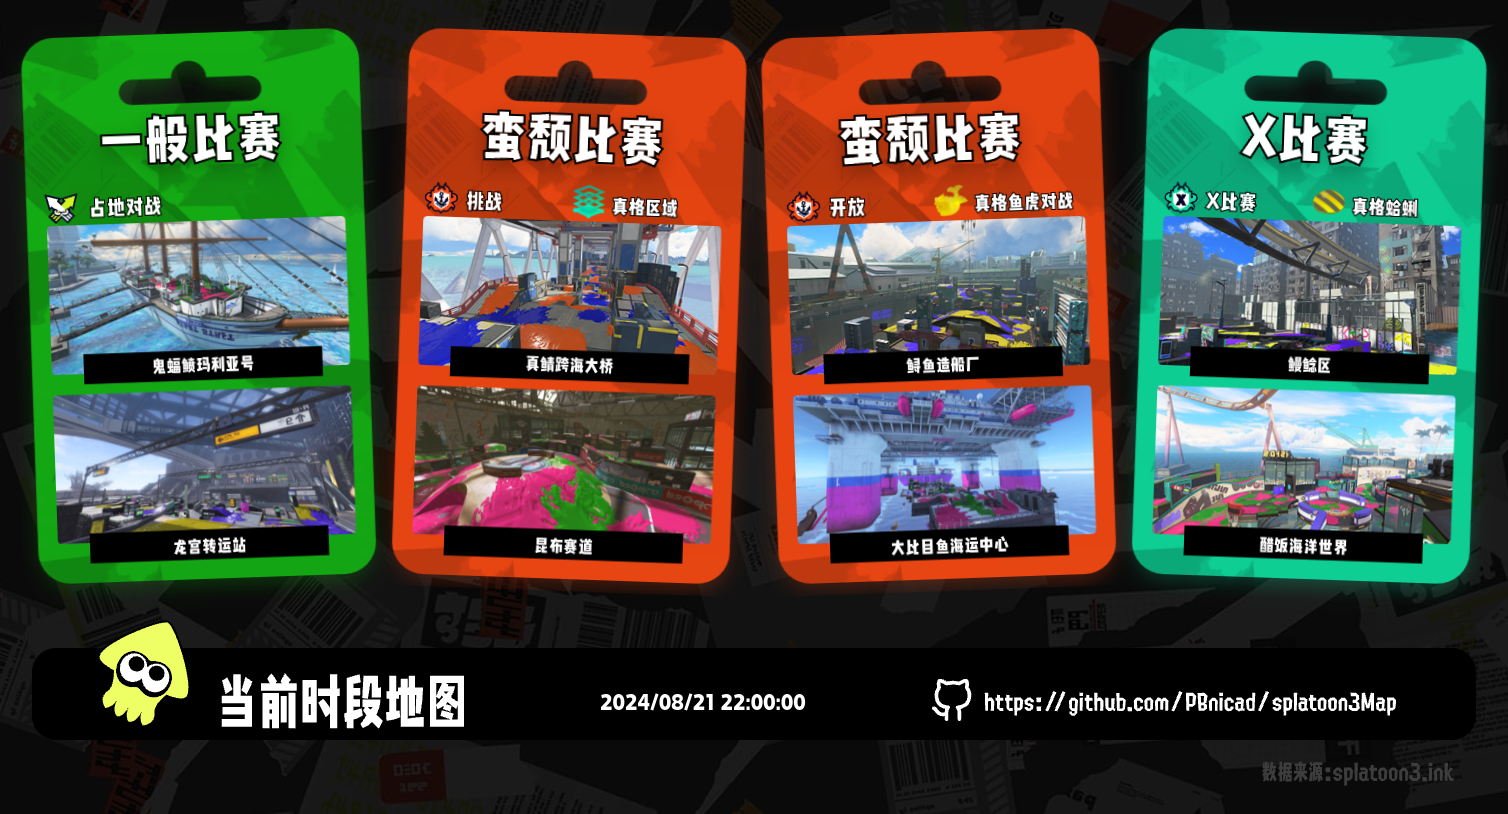 一般比赛
占地对战
鬼蝠鲼玛利亚号
龙宫转运站
蛮颓比赛
挑战
真格区域
真鲭跨海大桥
昆布赛道
蛮颓比赛
开放
真格鱼虎对战
鲟鱼造船厂
大比目鱼海运中心
X比赛
X比赛
真格蛤蜊
鳗鲶区
醋饭海洋世界
当前时段地图
2024/08/21 22:00:00
https://github.com/PBnicad/splatoon3Map
数据来源:splatoon3.ink